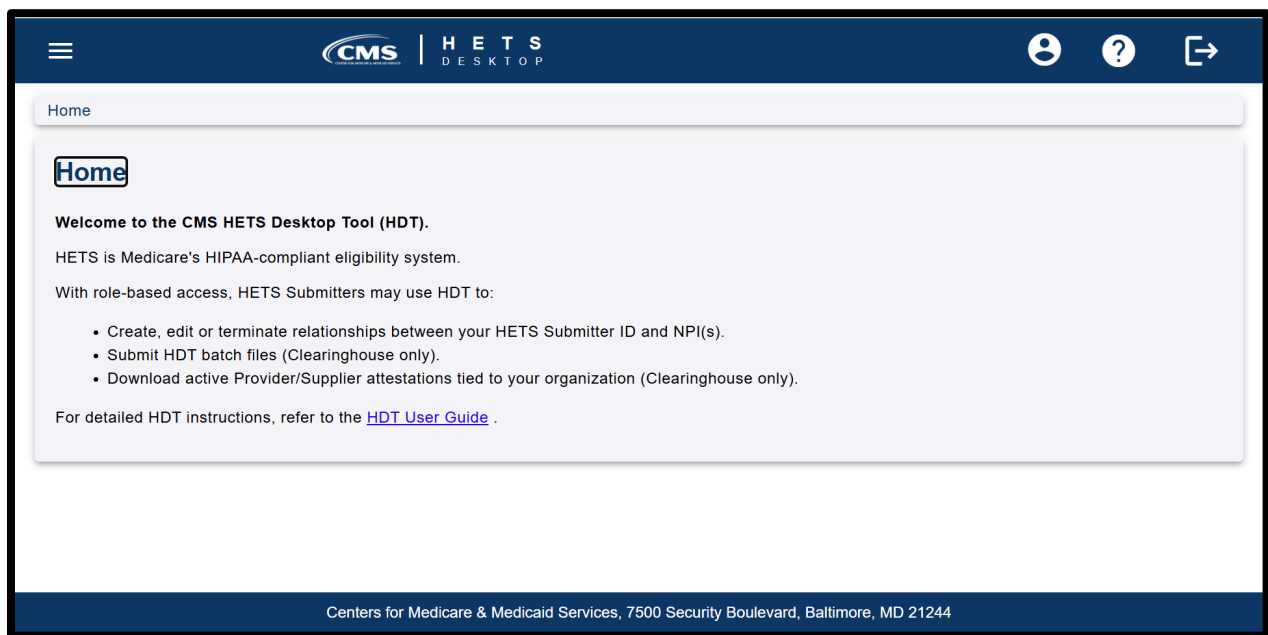 CMS
HETS
DESKTOP
Home
Home
Welcome to the CMS HETS Desktop Tool (HDT).
HETS is Medicare's HIPAA-compliant eligibility system.
With role-based access, HETS Submitters may use HDT to:
• Create, edit or terminate relationships between your HETS Submitter ID and NPI(s).
• Submit HDT batch files (Clearinghouse only).
• Download active Provider/Supplier attestations tied to your organization (Clearinghouse only).
For detailed HDT instructions, refer to the HDT User Guide .
Centers for Medicare & Medicaid Services, 7500 Security Boulevard, Baltimore, MD 21244